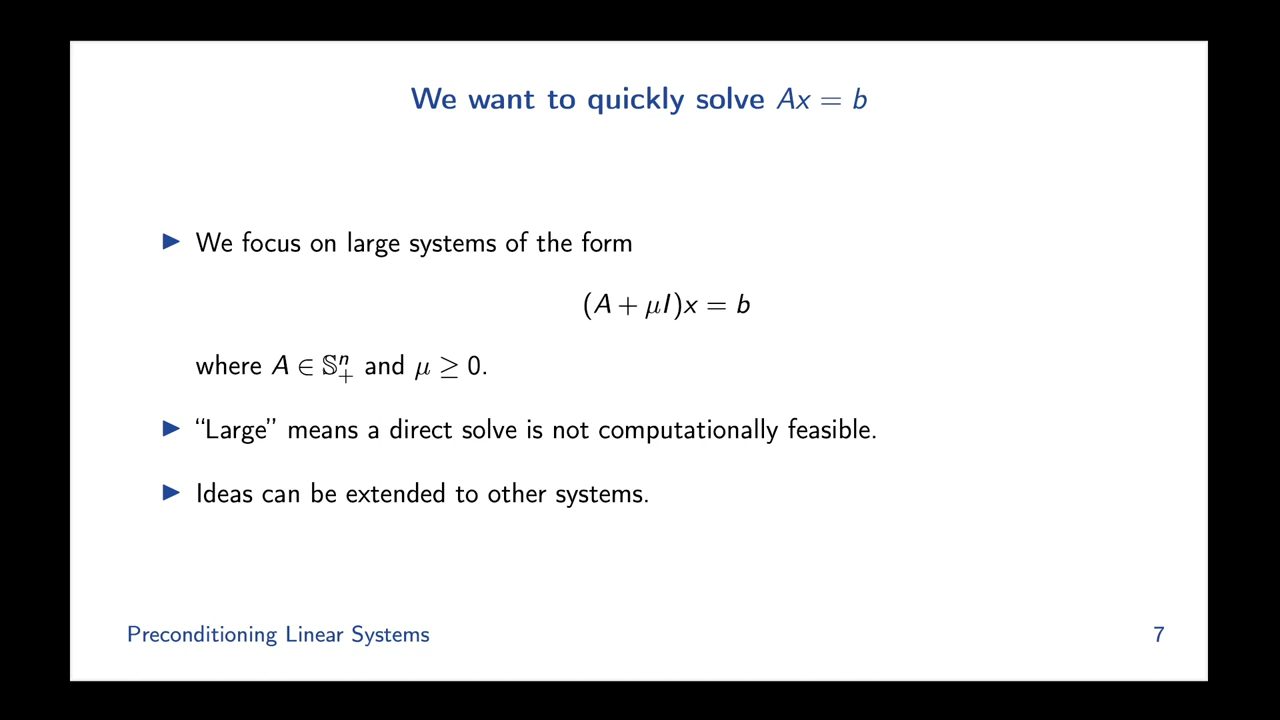 We want to quickly solve Ax = b
▶ We focus on large systems of the form
(A + μI)x = b
where A ∈ 𝕊₊ⁿ and μ ≥ 0.
▶ “Large” means a direct solve is not computationally feasible.
▶ Ideas can be extended to other systems.
Preconditioning Linear Systems 7